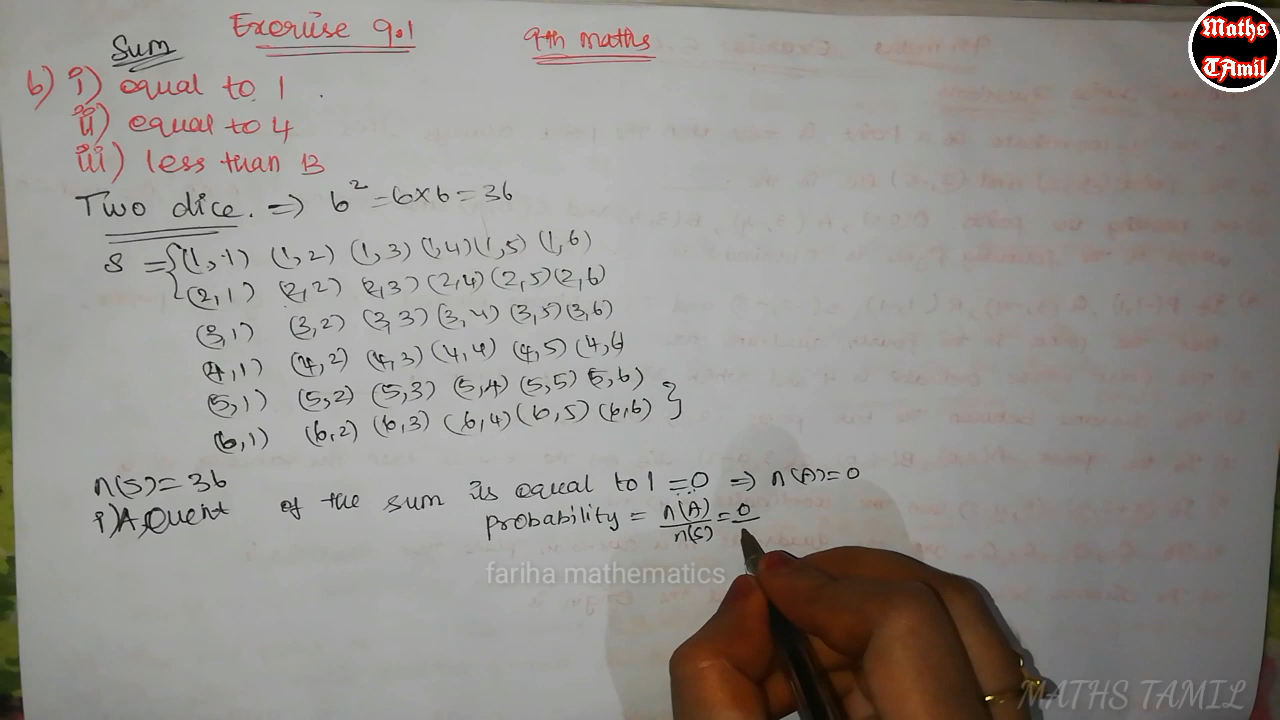 Exercise 9.1
9th maths
Maths
TAmil
Sum
6) i) equal to 1
ii) equal to 4
iii) less than 13
Two dice. ⇒ 6² = 6×6 = 36
S = {(1,1) (1,2) (1,3) (1,4) (1,5) (1,6)
(2,1) (2,2) (2,3) (2,4) (2,5) (2,6)
(3,1) (3,2) (3,3) (3,4) (3,5) (3,6)
(4,1) (4,2) (4,3) (4,4) (4,5) (4,6)
(5,1) (5,2) (5,3) (5,4) (5,5) (5,6)
(6,1) (6,2) (6,3) (6,4) (6,5) (6,6) }
n(S) = 36
i) A, event of the sum is equal to 1 = 0 ⇒ n(A) = 0
probability = n(A)/n(S) = 0/
fariha mathematics
MATHS TAMIL